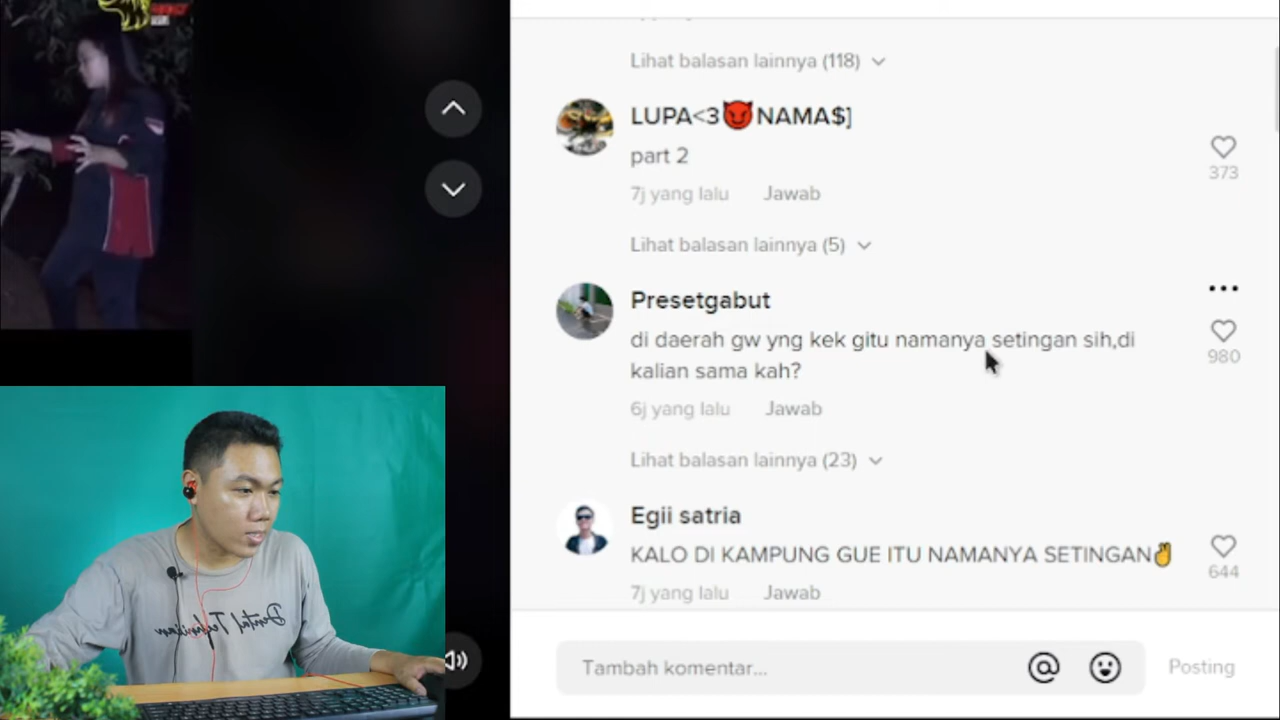 Lihat balasan lainnya (118)
LUPA<3😈NAMA$]
part 2
373
7j yang lalu Jawab
Lihat balasan lainnya (5)
Presetgabut
di daerah gw yng kek gitu namanya setingan sih,di
kalian sama kah?
980
6j yang lalu Jawab
Lihat balasan lainnya (23)
Egii satria
KALO DI KAMPUNG GUE ITU NAMANYA SETINGAN✌
644
7j yang lalu Jawab
Tambah komentar...
Posting
Dental Technician